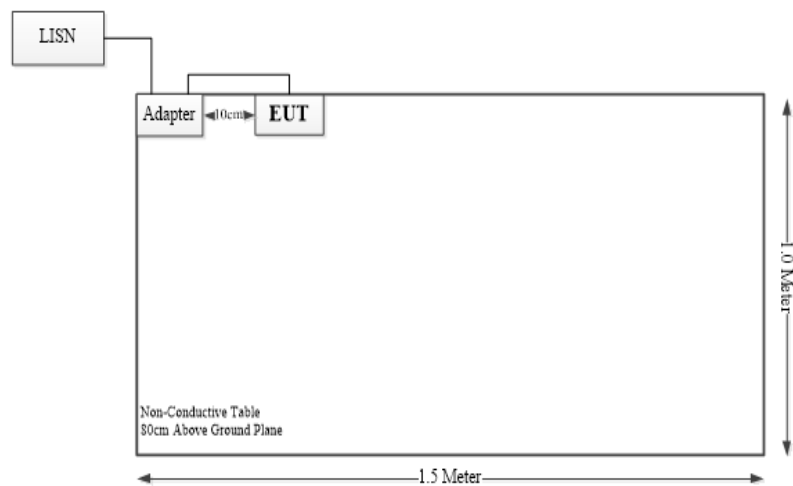 LISN
Adapter
10cm
EUT
1.0 Meter
Non-Conductive Table
80cm Above Ground Plane
1.5 Meter